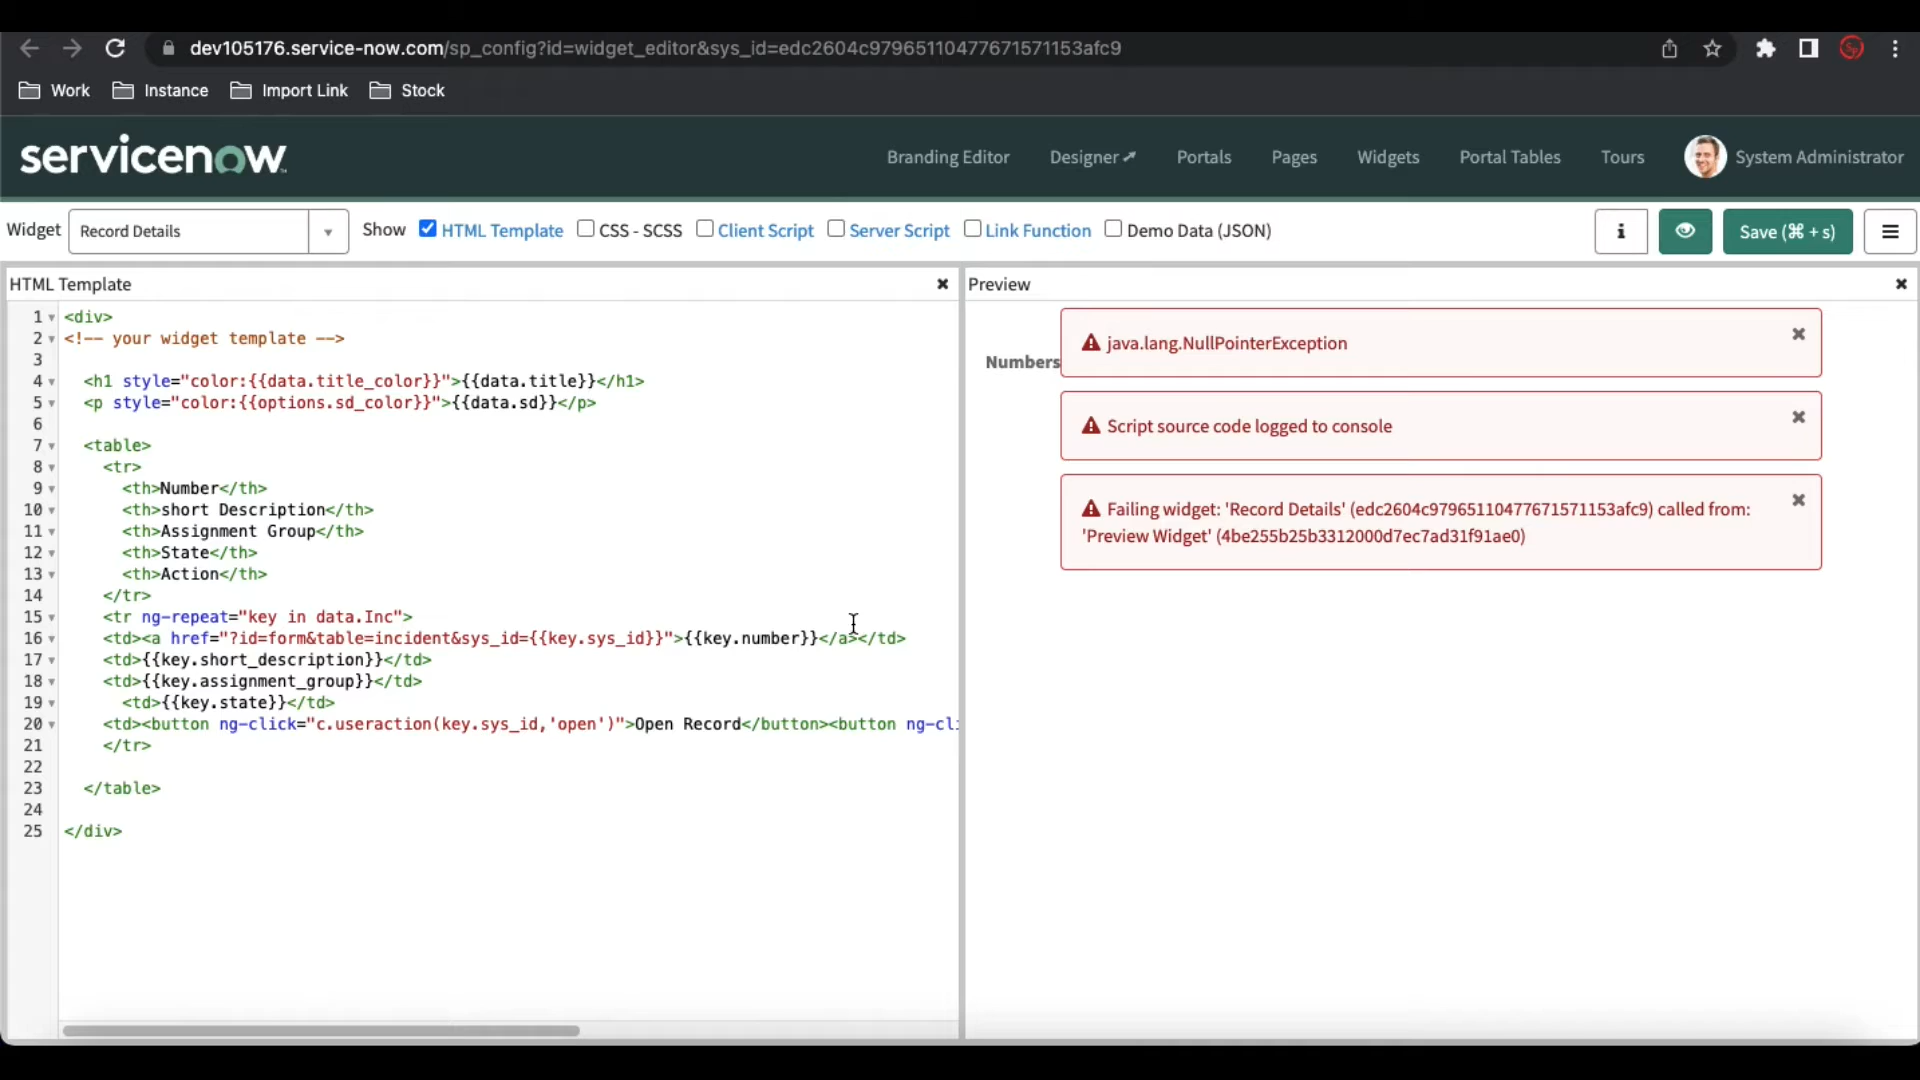 dev105176.service-now.com/sp_config?id=widget_editor&sys_id=edc2604c97965110477671571153afc9
Work Instance Import Link Stock
servicenow
Branding Editor Designer Portals Pages Widgets Portal Tables Tours System Administrator
Widget Record Details Show HTML Template CSS - SCSS Client Script Server Script Link Function Demo Data (JSON) i Save (⌘ + s)
HTML Template
1 <div>
2 <!-- your widget template -->
3
4 <h1 style="color:{{data.title_color}}">{{data.title}}</h1>
5 <p style="color:{{options.sd_color}}">{{data.sd}}</p>
6
7 <table>
8 <tr>
9 <th>Number</th>
10 <th>short Description</th>
11 <th>Assignment Group</th>
12 <th>State</th>
13 <th>Action</th>
14 </tr>
15 <tr ng-repeat="key in data.Inc">
16 <td><a href="?id=form&table=incident&sys_id={{key.sys_id}}">{{key.number}}</a></td>
17 <td>{{key.short_description}}</td>
18 <td>{{key.assignment_group}}</td>
19 <td>{{key.state}}</td>
20 <td><button ng-click="c.useraction(key.sys_id,'open')">Open Record</button><button ng-cli
21 </tr>
22
23 </table>
24
25 </div>
Preview
Numbers
java.lang.NullPointerException
Script source code logged to console
Failing widget: 'Record Details' (edc2604c97965110477671571153afc9) called from:
'Preview Widget' (4be255b25b3312000d7ec7ad31f91ae0)